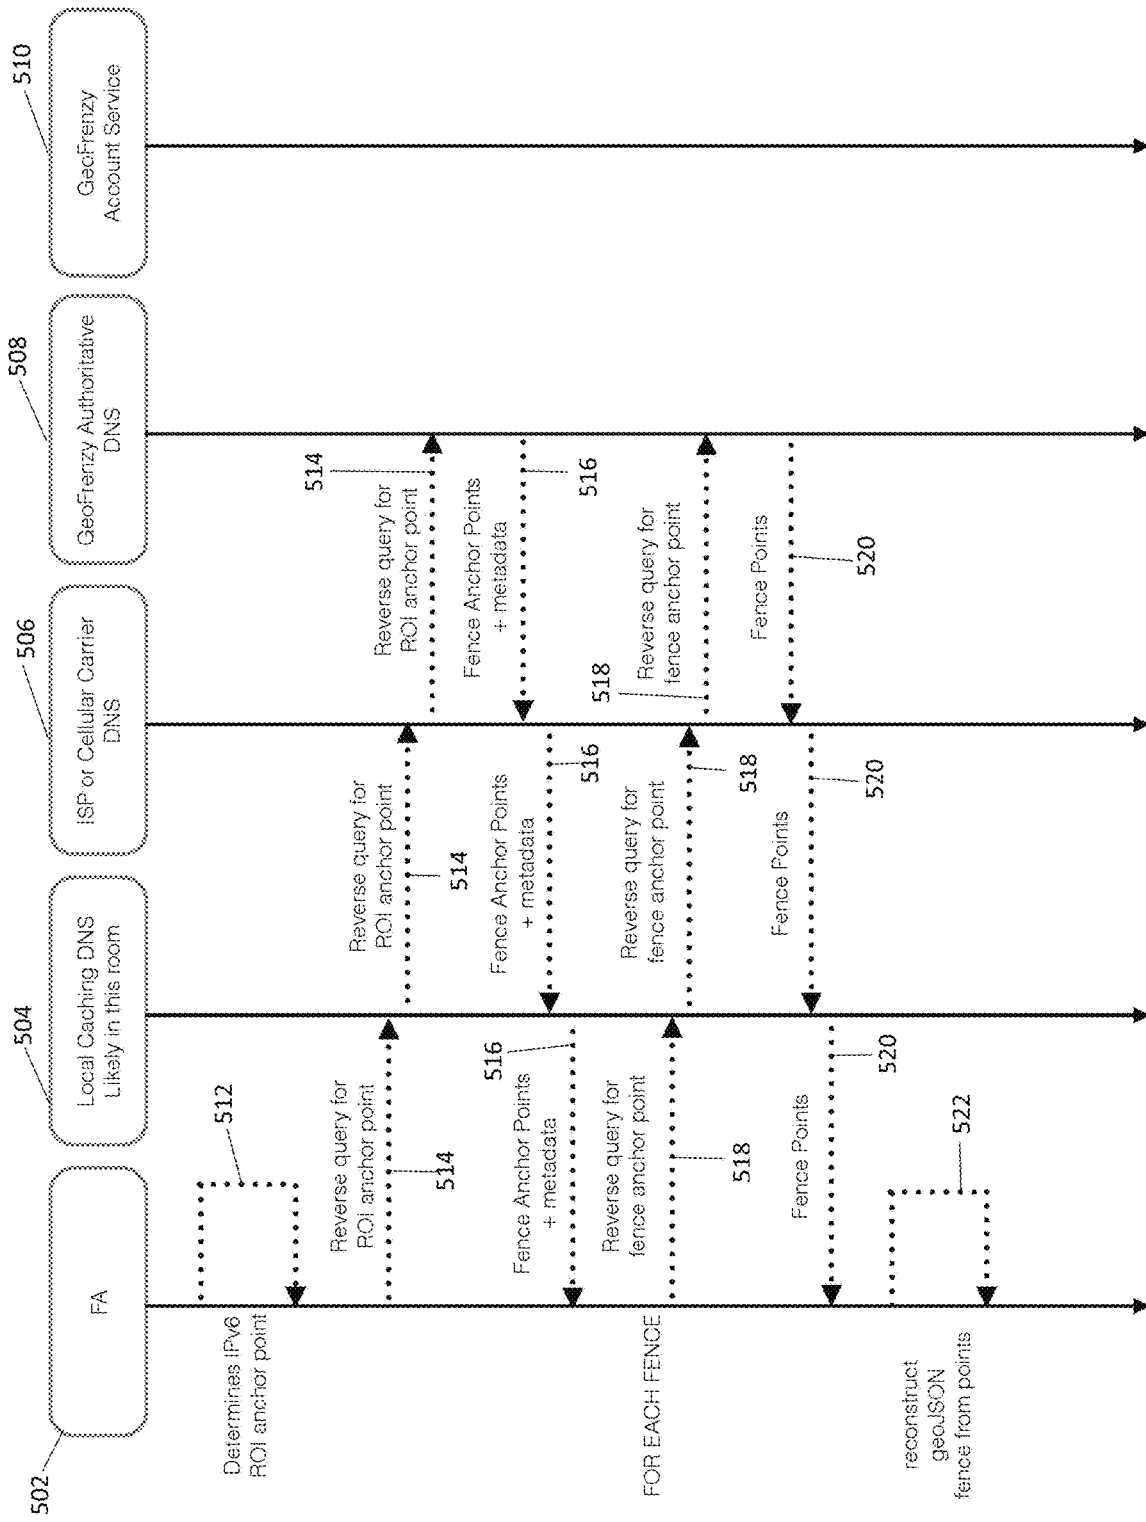 502
FA
504
Local Caching DNS
Likely in this room
506
ISP or Cellular Carrier
DNS
508
GeoFrenzy Authoritative
DNS
510
GeoFrenzy
Account Service
Determines IPv6
ROI anchor point
512
Reverse query for
ROI anchor point
514
Reverse query for
ROI anchor point
514
Reverse query for
ROI anchor point
514
Fence Anchor Points
+ metadata
516
Fence Anchor Points
+ metadata
516
Fence Anchor Points
+ metadata
516
FOR EACH FENCE
Reverse query for
fence anchor point
518
Reverse query for
fence anchor point
518
Reverse query for
fence anchor point
518
Fence Points
520
Fence Points
520
Fence Points
520
reconstruct
geoJSON
fence from points
522